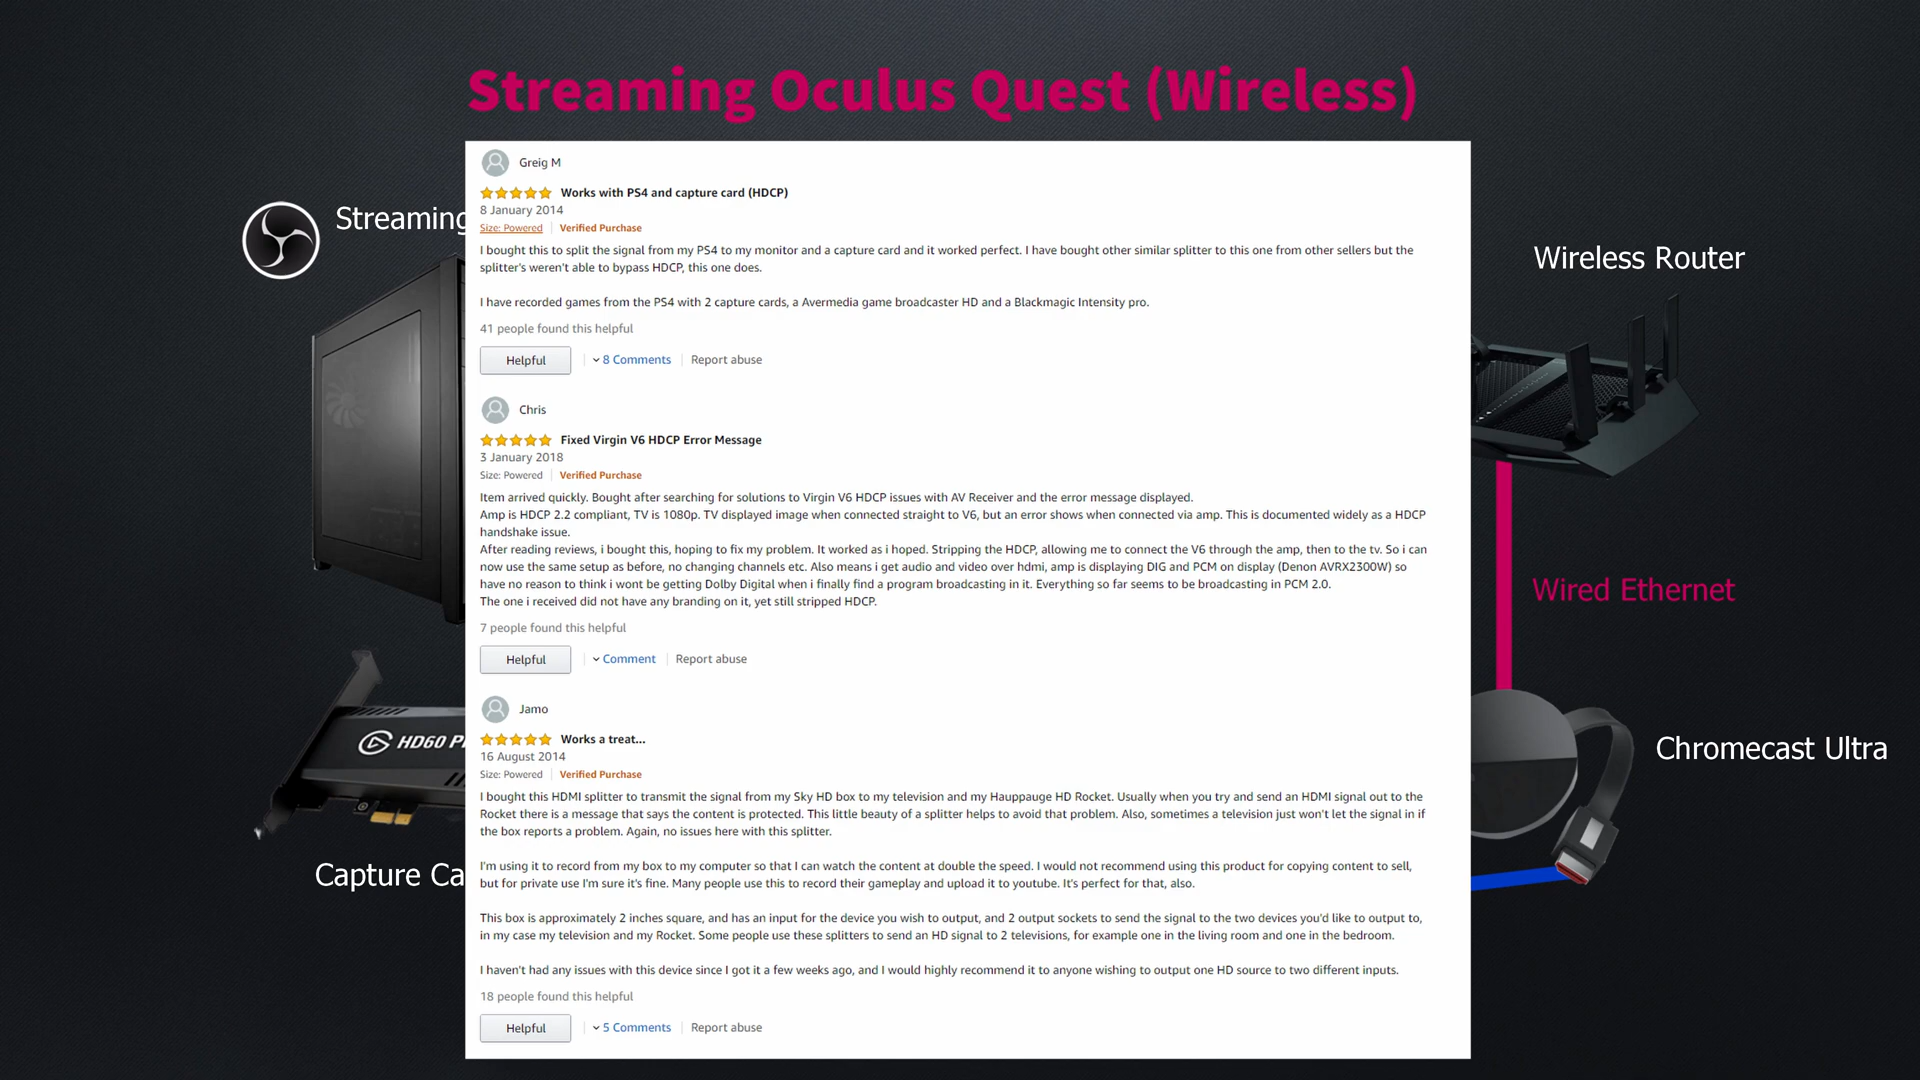 Streaming Oculus Quest (Wireless)
Streaming
Greig M
Works with PS4 and capture card (HDCP)
8 January 2014
Size: Powered | Verified Purchase
I bought this to split the signal from my PS4 to my monitor and a capture card and it worked perfect. I have bought other similar splitter to this one from other sellers but the
splitter's weren't able to bypass HDCP, this one does.
I have recorded games from the PS4 with 2 capture cards, a Avermedia game broadcaster HD and a Blackmagic Intensity pro.
41 people found this helpful
Helpful | 8 Comments | Report abuse
Chris
Fixed Virgin V6 HDCP Error Message
3 January 2018
Size: Powered | Verified Purchase
Item arrived quickly. Bought after searching for solutions to Virgin V6 HDCP issues with AV Receiver and the error message displayed.
Amp is HDCP 2.2 compliant, TV is 1080p. TV displayed image when connected straight to V6, but an error shows when connected via amp. This is documented widely as a HDCP
handshake issue.
After reading reviews, i bought this, hoping to fix my problem. It worked as i hoped. Stripping the HDCP, allowing me to connect the V6 through the amp, then to the tv. So i can
now use the same setup as before, no changing channels etc. Also means i get audio and video over hdmi, amp is displaying DIG and PCM on display (Denon AVRX2300W) so
have no reason to think i wont be getting Dolby Digital when i finally find a program broadcasting in it. Everything so far seems to be broadcasting in PCM 2.0.
The one i received did not have any branding on it, yet still stripped HDCP.
7 people found this helpful
Helpful | Comment | Report abuse
Jamo
Works a treat...
16 August 2014
Size: Powered | Verified Purchase
I bought this HDMI splitter to transmit the signal from my Sky HD box to my television and my Hauppauge HD Rocket. Usually when you try and send an HDMI signal out to the
Rocket there is a message that says the content is protected. This little beauty of a splitter helps to avoid that problem. Also, sometimes a television just won't let the signal in if
the box reports a problem. Again, no issues here with this splitter.
I'm using it to record from my box to my computer so that I can watch the content at double the speed. I would not recommend using this product for copying content to sell,
but for private use I'm sure it's fine. Many people use this to record their gameplay and upload it to youtube. It's perfect for that, also.
This box is approximately 2 inches square, and has an input for the device you wish to output, and 2 output sockets to send the signal to the two devices you'd like to output to,
in my case my television and my Rocket. Some people use these splitters to send an HD signal to 2 televisions, for example one in the living room and one in the bedroom.
I haven't had any issues with this device since I got it a few weeks ago, and I would highly recommend it to anyone wishing to output one HD source to two different inputs.
18 people found this helpful
Helpful | 5 Comments | Report abuse
HD60 P
Capture Ca
Wireless Router
Wired Ethernet
Chromecast Ultra